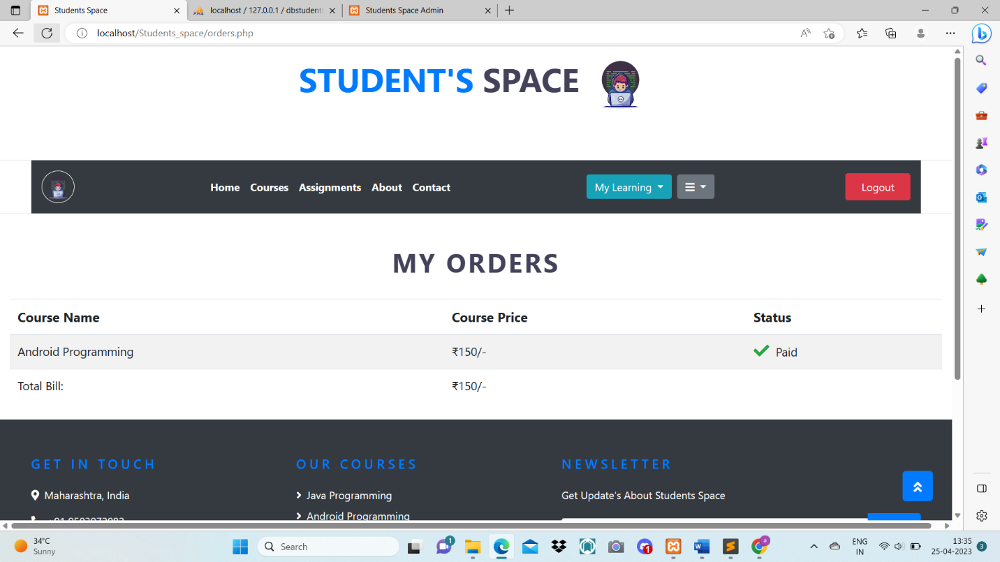 Students Space
localhost / 127.0.0.1 / dbstudent
Students Space Admin
localhost/Students_space/orders.php
STUDENT'S SPACE
Home Courses Assignments About Contact My Learning Logout
MY ORDERS
Course Name Course Price Status
Android Programming ₹150/- Paid
Total Bill: ₹150/-
GET IN TOUCH OUR COURSES NEWSLETTER
Maharashtra, India Java Programming Get Update's About Students Space
Android Programming
34°C
Sunny
Search
1
1
ENG
IN
13:35
25-04-2023
3